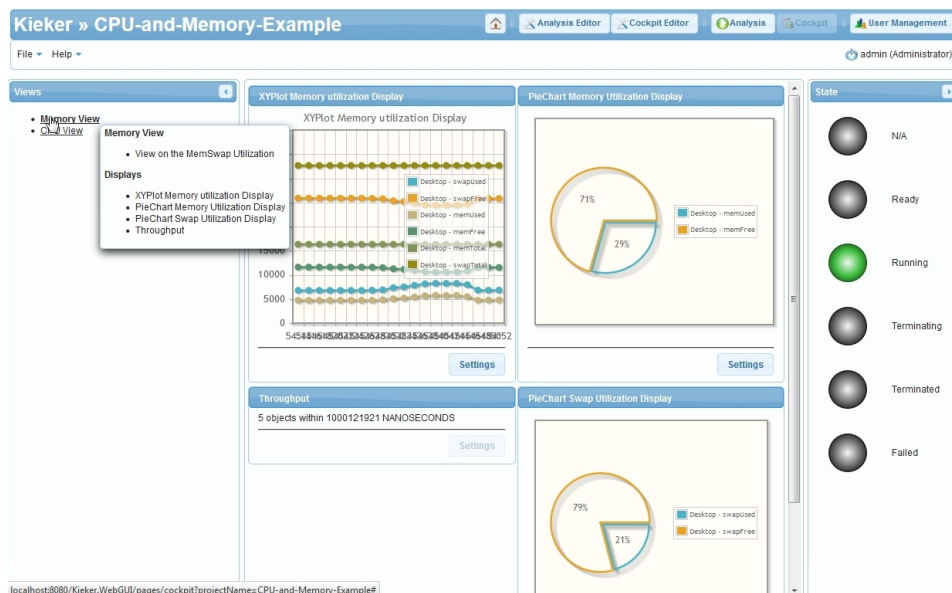 Kieker » CPU-and-Memory-Example
Analysis Editor
Cockpit Editor
Analysis
Cockpit
User Management
File
Help
admin (Administrator)
Views
Memory View
View
Memory View
View on the MemSwap Utilization
Displays
XYPlot Memory utilization Display
PieChart Memory Utilization Display
PieChart Swap Utilization Display
Throughput
XYPlot Memory utilization Display
XYPlot Memory utilization Display
Desktop - swapUsed
Desktop - swapFree
Desktop - memUsed
Desktop - memFree
Desktop - memTotal
Desktop - swapTotal
15000
10000
5000
0
Settings
PieChart Memory Utilization Display
71%
29%
Desktop - memUsed
Desktop - memFree
Settings
Throughput
5 objects within 1000121921 NANOSECONDS
Settings
PieChart Swap Utilization Display
79%
21%
Desktop - swapUsed
Desktop - swapFree
State
N/A
Ready
Running
Terminating
Terminated
Failed
localhost:8080/Kieker.WebGUI/pages/cockpit?projectName=CPU-and-Memory-Example#